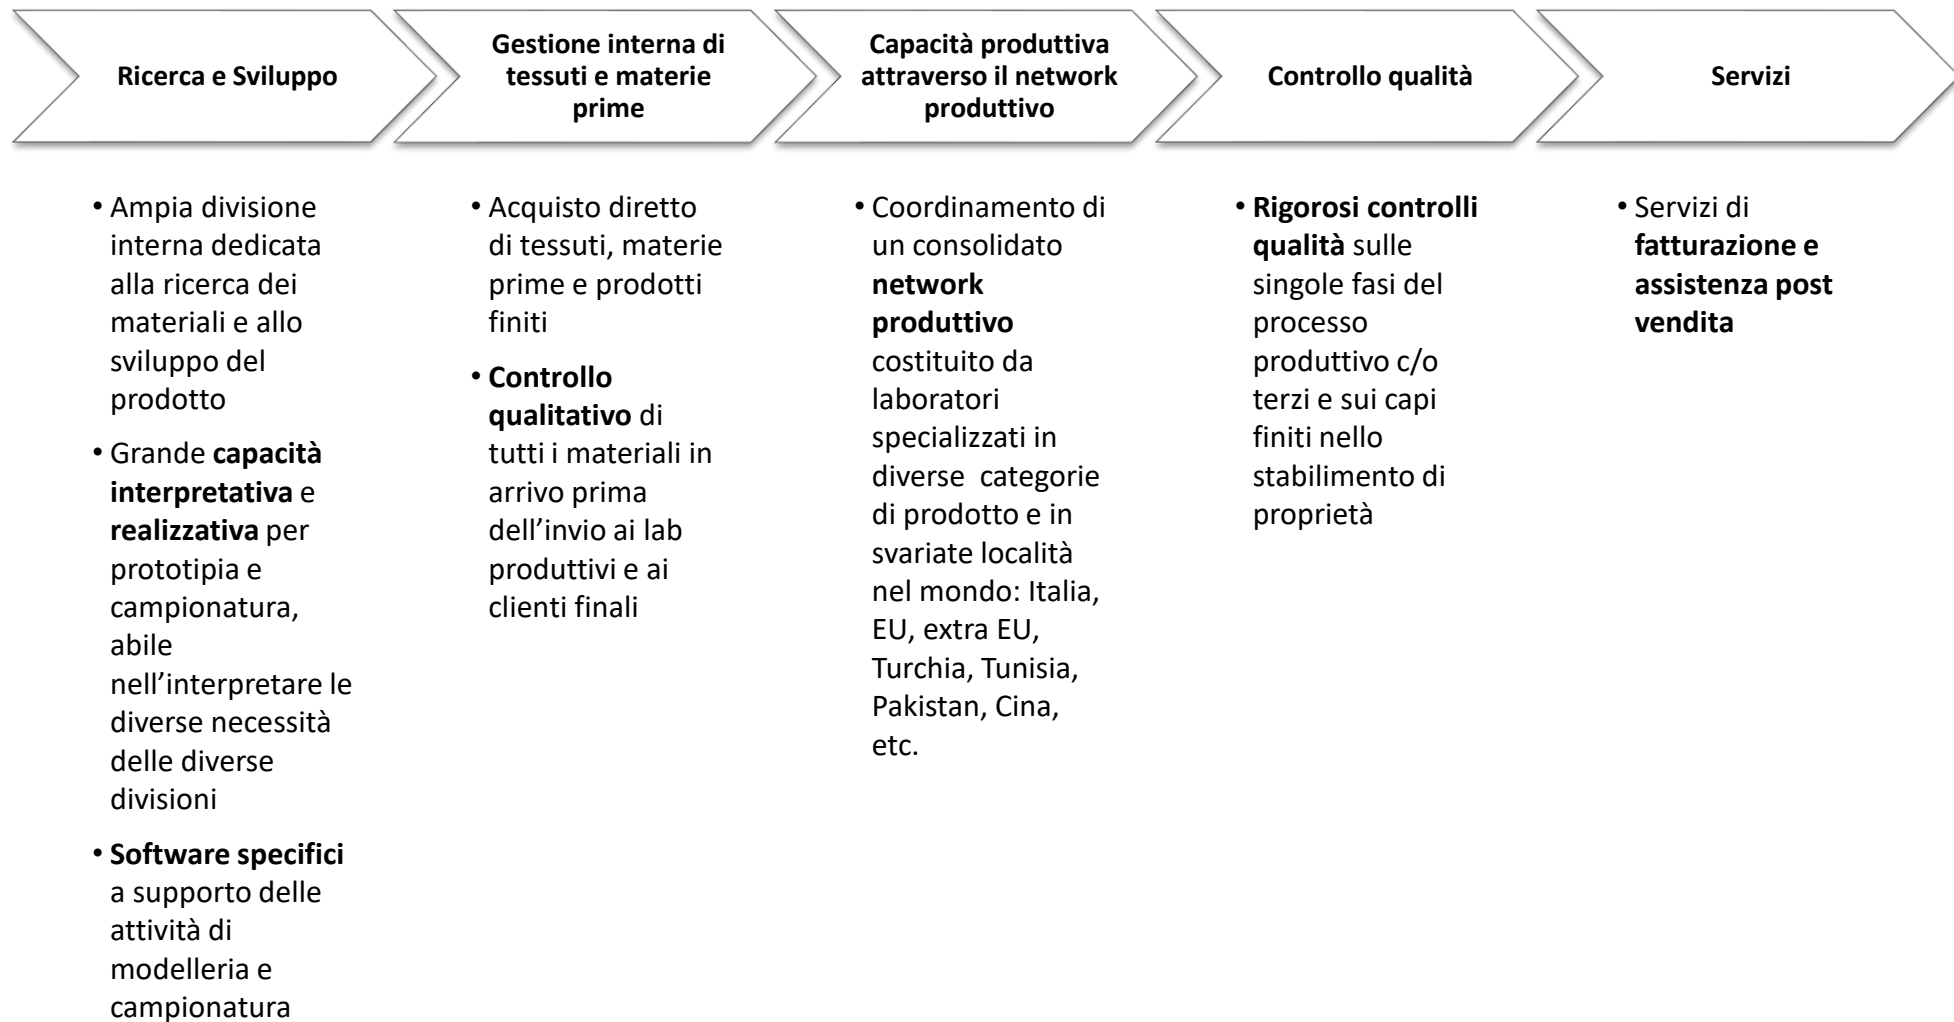 Ricerca e Sviluppo
Gestione interna di
tessuti e materie
prime
Capacità produttiva
attraverso il network
produttivo
Controllo qualità
Servizi
• Ampia divisione
interna dedicata
alla ricerca dei
materiali e allo
sviluppo del
prodotto
• Grande capacità
interpretativa e
realizzativa per
prototipia e
campionatura,
abile
nell’interpretare le
diverse necessità
delle diverse
divisioni
• Software specifici
a supporto delle
attività di
modelleria e
campionatura
• Acquisto diretto
di tessuti, materie
prime e prodotti
finiti
• Controllo
qualitativo di
tutti i materiali in
arrivo prima
dell’invio ai lab
produttivi e ai
clienti finali
• Coordinamento di
un consolidato
network
produttivo
costituito da
laboratori
specializzati in
diverse categorie
di prodotto e in
svariate località
nel mondo: Italia,
EU, extra EU,
Turchia, Tunisia,
Pakistan, Cina,
etc.
• Rigorosi controlli
qualità sulle
singole fasi del
processo
produttivo c/o
terzi e sui capi
finiti nello
stabilimento di
proprietà
• Servizi di
fatturazione e
assistenza post
vendita